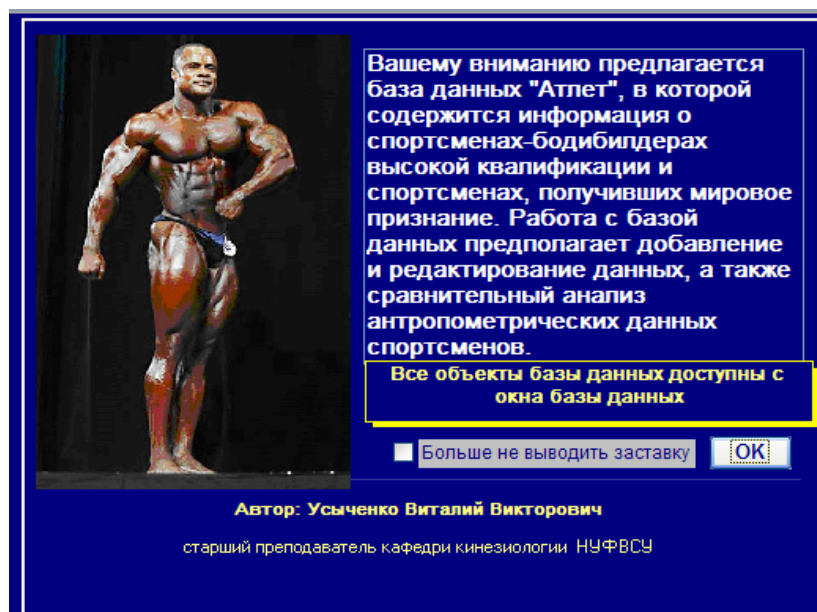 Вашему вниманию предлагается
база данных "Атлет", в которой
содержится информация о
спортсменах-бодибилдерах
высокой квалификации и
спортсменах, получивших мировое
признание. Работа с базой
данных предполагает добавление
и редактирование данных, а также
сравнительный анализ
антропометрических данных
спортсменов.
Все объекты базы данных доступны с
окна базы данных
Больше не выводить заставку
OK
Автор: Усыченко Виталий Викторович
старший преподаватель кафедри кинезиологии НУФВСУ